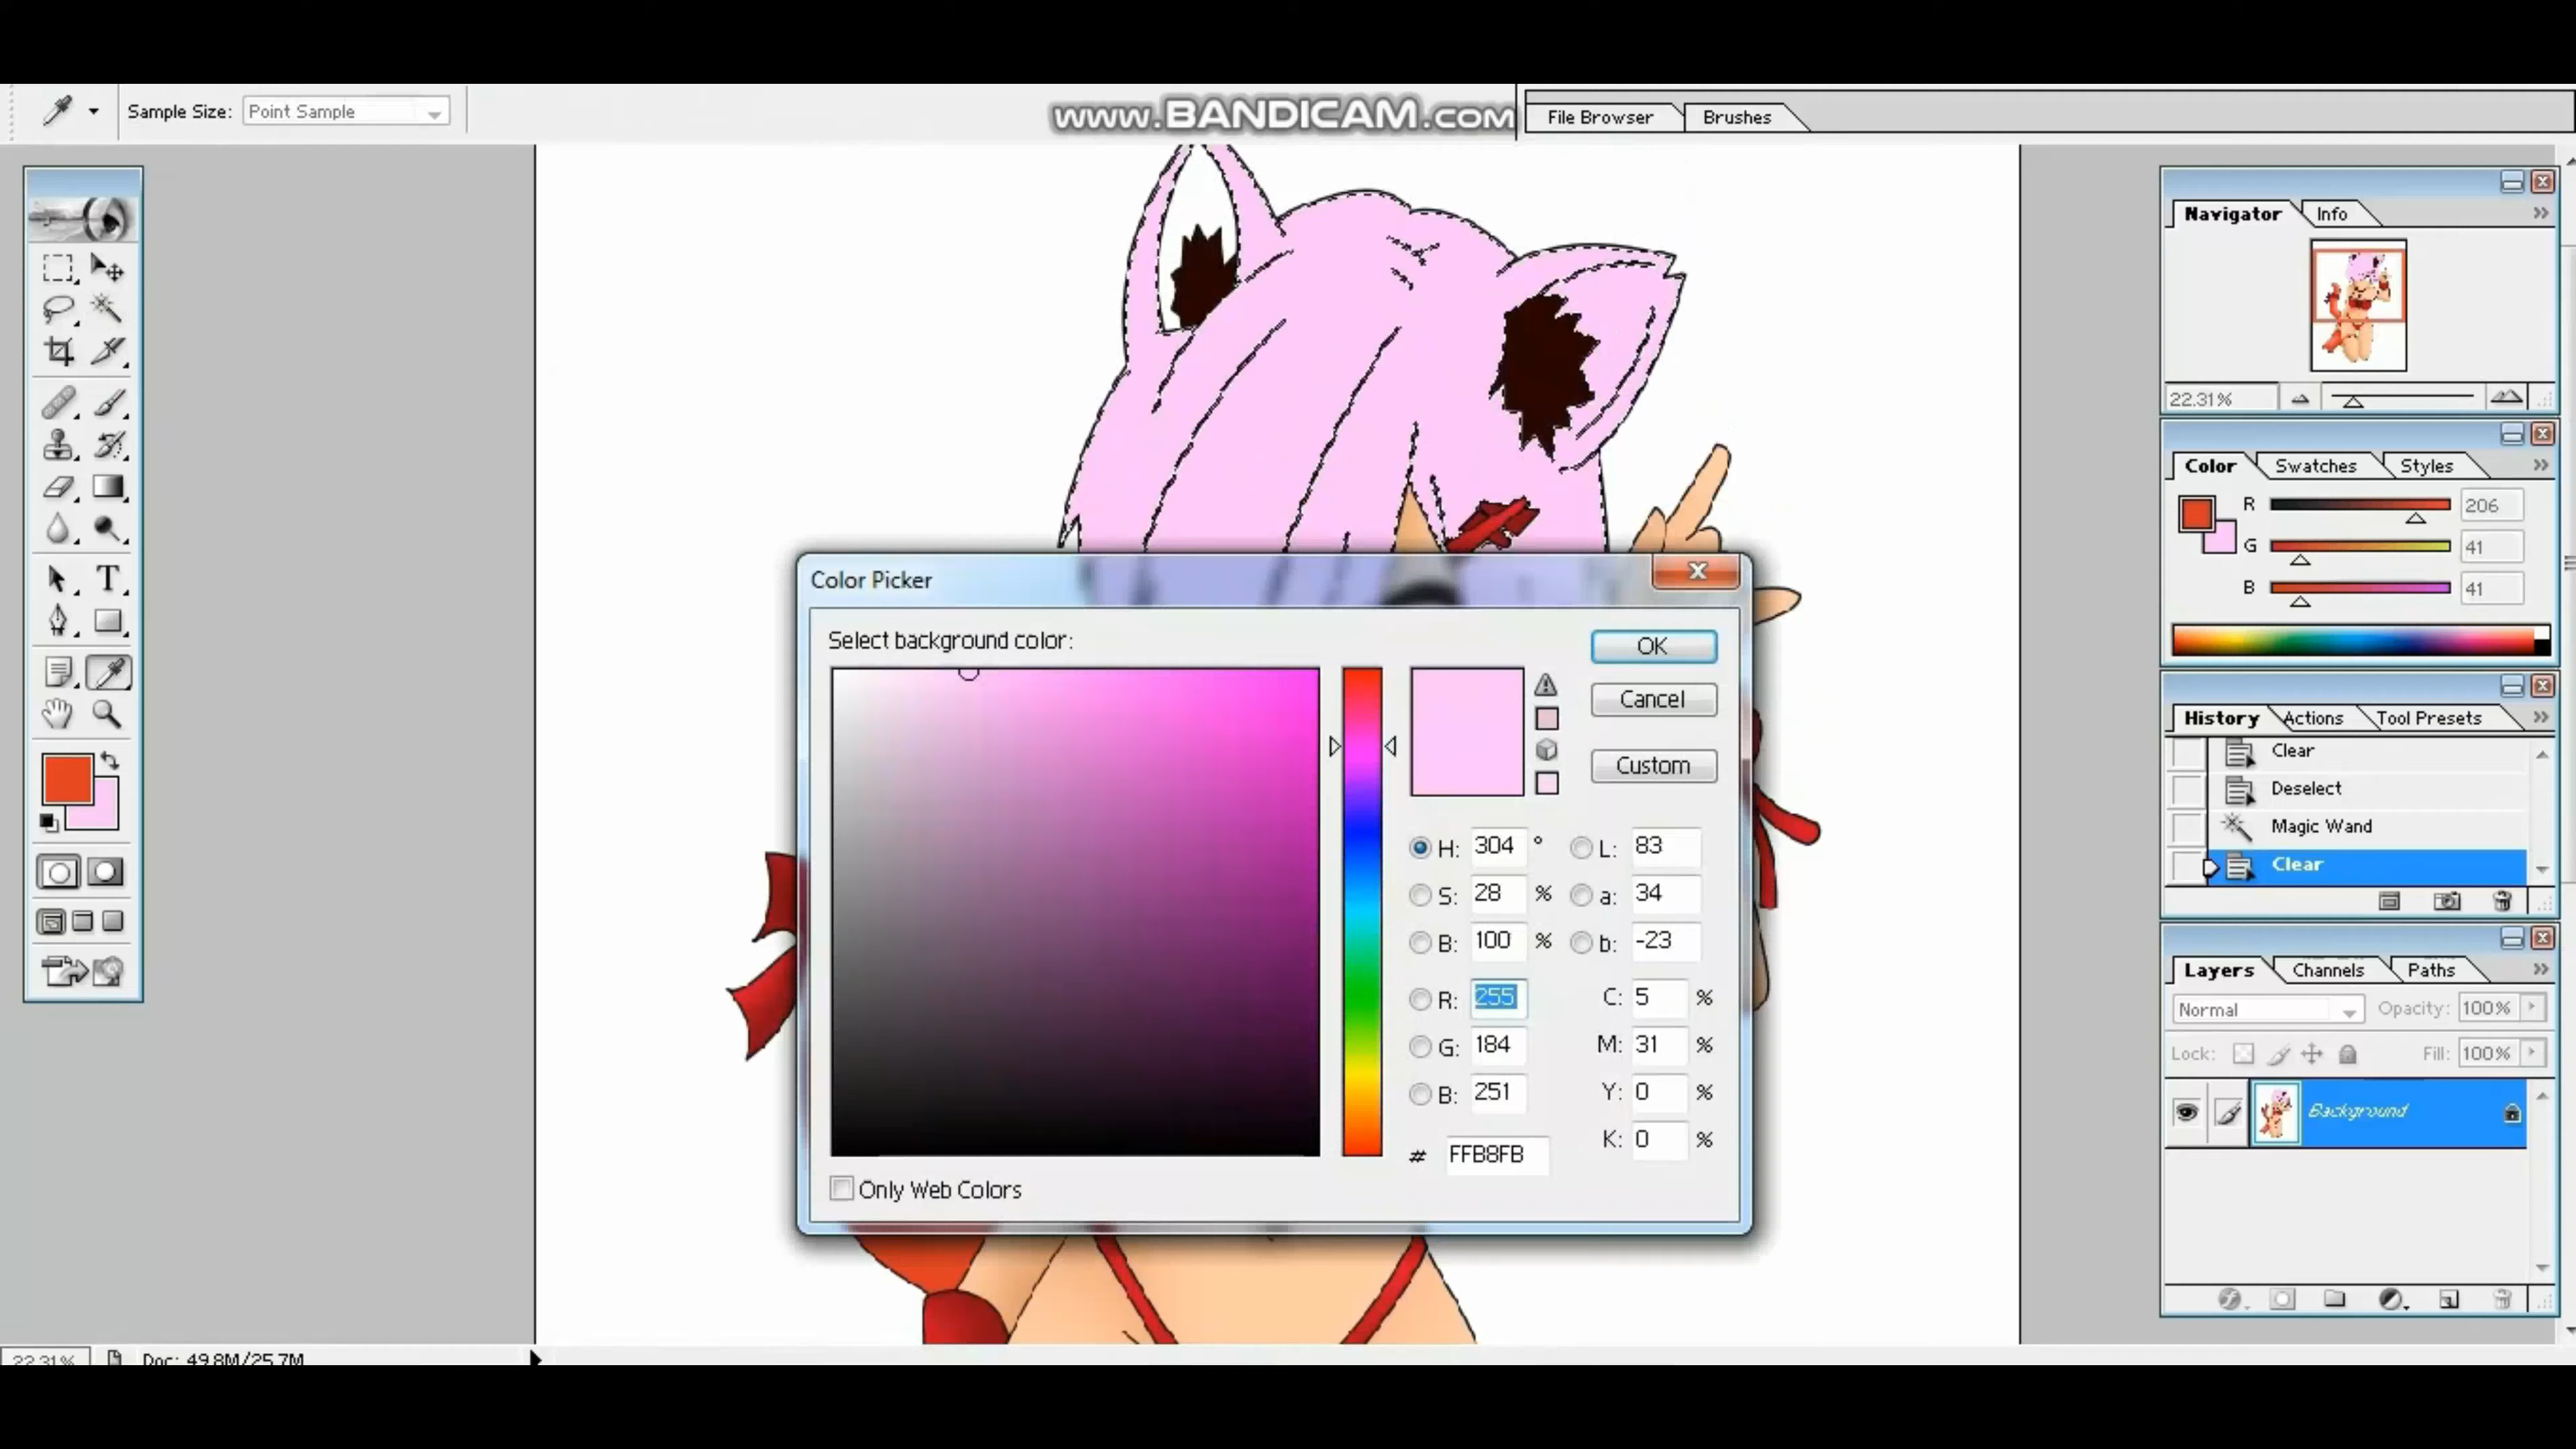 Sample Size: Point Sample
www.BANDICAM.com
File Browser Brushes
Navigator Info
22.31%
Color Swatches Styles
R 206
G 41
B 41
T
Color Picker
Select background color:
OK
Cancel
Custom
H: 304 ° L: 83
S: 28 % a: 34
B: 100 % b: -23
R: 255 C: 5 %
G: 184 M: 31 %
B: 251 Y: 0 %
K: 0 %
# FFB8FB
Only Web Colors
History Actions Tool Presets
Clear
Deselect
Magic Wand
Clear
Layers Channels Paths
Normal Opacity: 100%
Lock: Fill: 100%
Background
22.31% Doc: 49.8M/25.7M